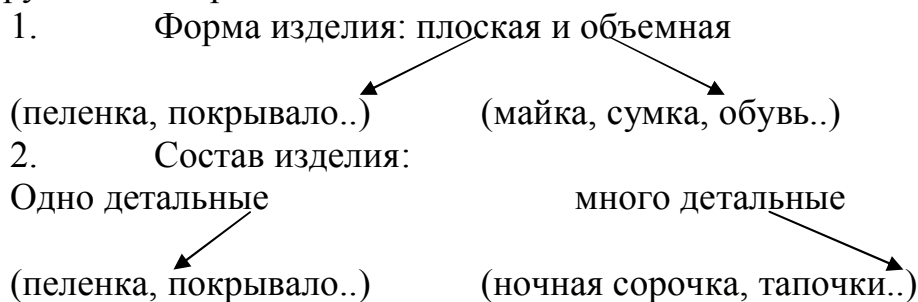 1. Форма изделия: плоская и объемная
(пеленка, покрывало..) (майка, сумка, обувь..)
2. Состав изделия:
Одно детальные много детальные
(пеленка, покрывало..) (ночная сорочка, тапочки..)